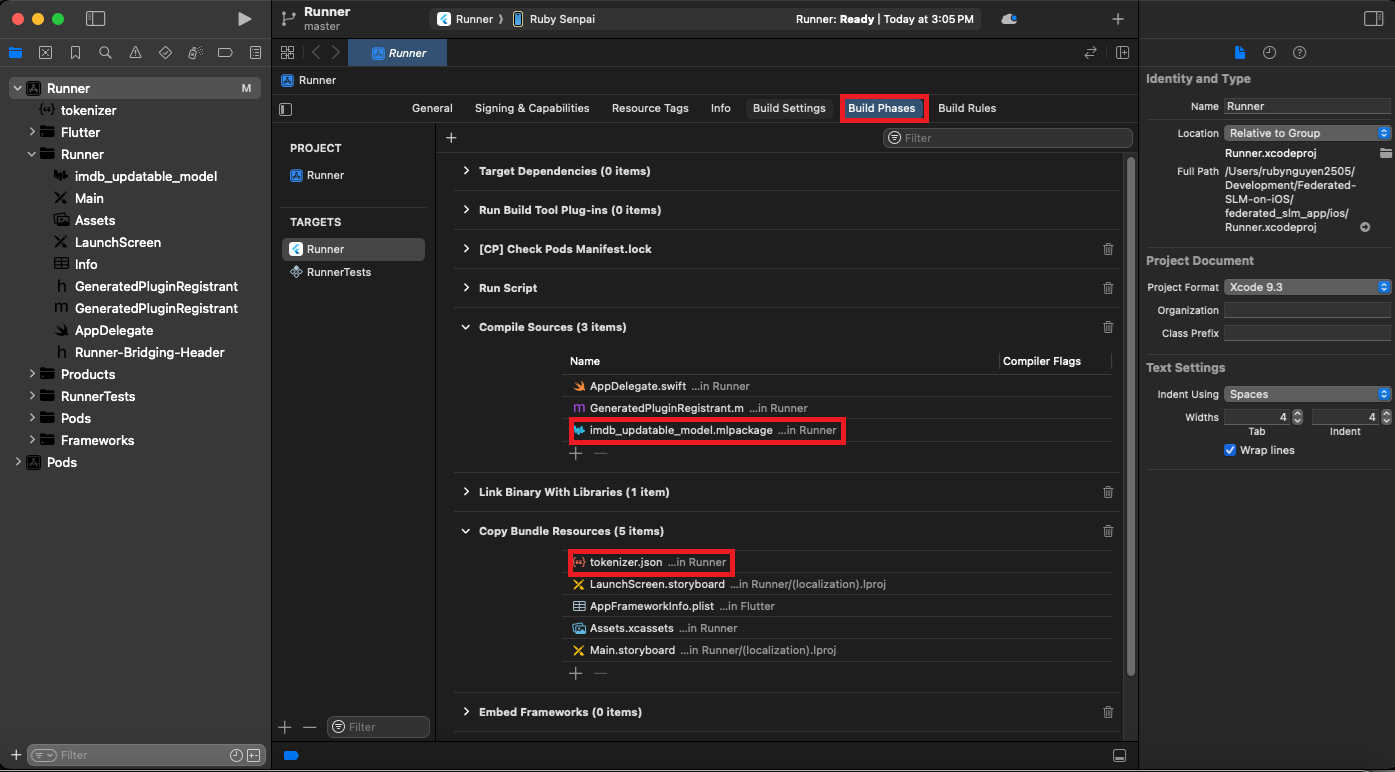 Runner
master
Runner
Ruby Senpai
Runner: Ready | Today at 3:05 PM
Runner
M
tokenizer
Flutter
Runner
imdb_updatable_model
Main
Assets
LaunchScreen
Info
GeneratedPluginRegistrant
GeneratedPluginRegistrant
AppDelegate
Runner-Bridging-Header
Products
RunnerTests
Pods
Frameworks
Pods
Filter
Runner
Runner
General
Signing & Capabilities
Resource Tags
Info
Build Settings
Build Phases
Build Rules
PROJECT
Runner
TARGETS
Runner
RunnerTests
Filter
Filter
Target Dependencies (0 items)
Run Build Tool Plug-ins (0 items)
[CP] Check Pods Manifest.lock
Run Script
Compile Sources (3 items)
Name
Compiler Flags
AppDelegate.swift ...in Runner
GeneratedPluginRegistrant.m ...in Runner
imdb_updatable_model.mlpackage ...in Runner
Link Binary With Libraries (1 item)
Copy Bundle Resources (5 items)
tokenizer.json ...in Runner
LaunchScreen.storyboard ...in Runner/(localization).lproj
AppFrameworkInfo.plist ...in Flutter
Assets.xcassets ...in Runner
Main.storyboard ...in Runner/(localization).lproj
Embed Frameworks (0 items)
Identity and Type
Name Runner
Location Relative to Group
Runner.xcodeproj
Full Path /Users/rubynguyen2505/
Development/Federated-
SLM-on-iOS/
federated_slm_app/ios/
Runner.xcodeproj
Project Document
Project Format Xcode 9.3
Organization
Class Prefix
Text Settings
Indent Using Spaces
Widths 4 4
Tab Indent
Wrap lines